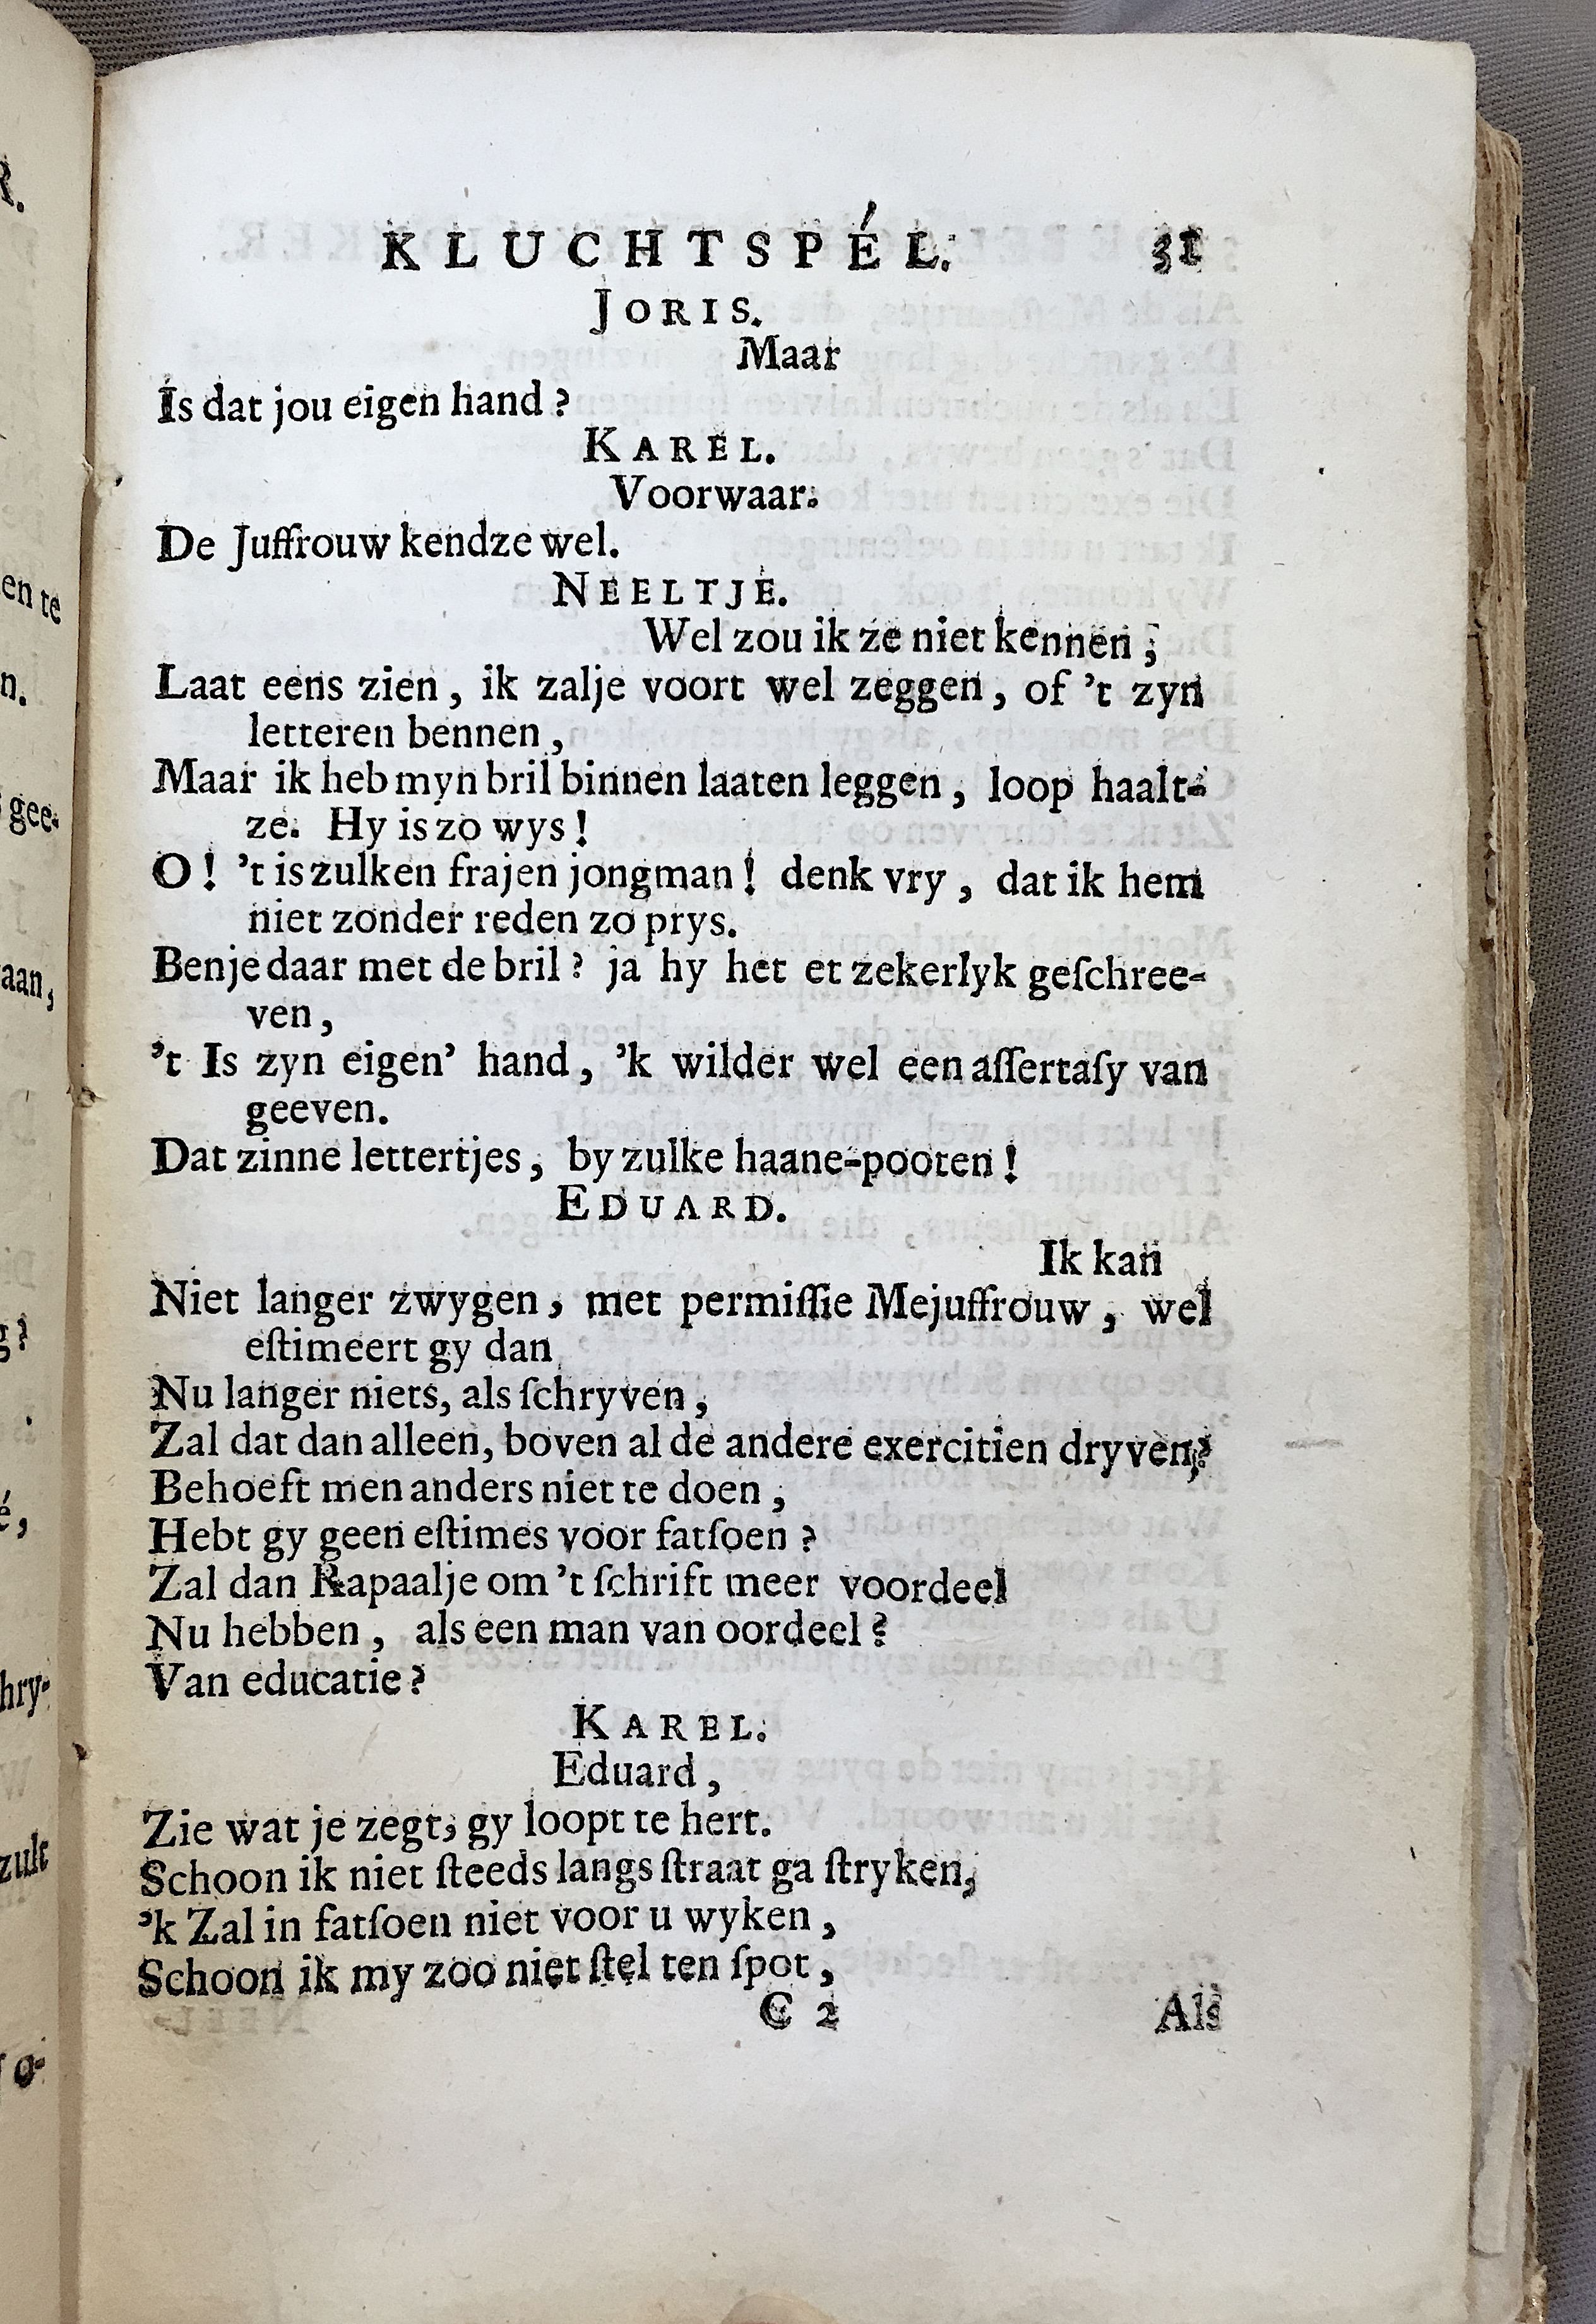 KLUCHTSPÉL. 31
JORIS.
Maar
Is dat jou eigen hand?
KAREL.
Voorwaar.
De Juffrouw kendze wel.
NEELTJE.
Wel zou ik ze niet kennen;
Laat eens zien, ik zalje voort wel zeggen, of 't zyn
letteren bennen,
Maar ik heb myn bril binnen laaten leggen, loop haalt-
ze. Hy is zo wys!
O! 't is zulken frajen jongman! denk vry, dat ik hem
niet zonder reden zo prys.
Benje daar met de bril? ja hy het et zekerlyk geſchree-
ven,
't Is zyn eigen' hand, 'k wilder wel een aſſertaſy van
geeven.
Dat zinne lettertjes, by zulke haane-pooten!
EDUARD.
Ik kan
Niet langer zwygen, met permiſſie Mejuffrouw, wel
eſtimeert gy dan
Nu langer niets, als ſchryven,
Zal dat dan alleen, boven al de andere exercitien dryven?
Behoeft men anders niet te doen,
Hebt gy geen eſtimes voor fatſoen?
Zal dan Rapaalje om 't ſchrift meer voordeel
Nu hebben, als een man van oordeel?
Van educatie?
KAREL.
Eduard,
Zie wat je zegt, gy loopt te hert.
Schoon ik niet ſteeds langs ſtraat ga ſtryken,
'k Zal in fatſoen niet voor u wyken,
Schoon ik my zoo niet ſtel ten ſpot,
C 2 Als